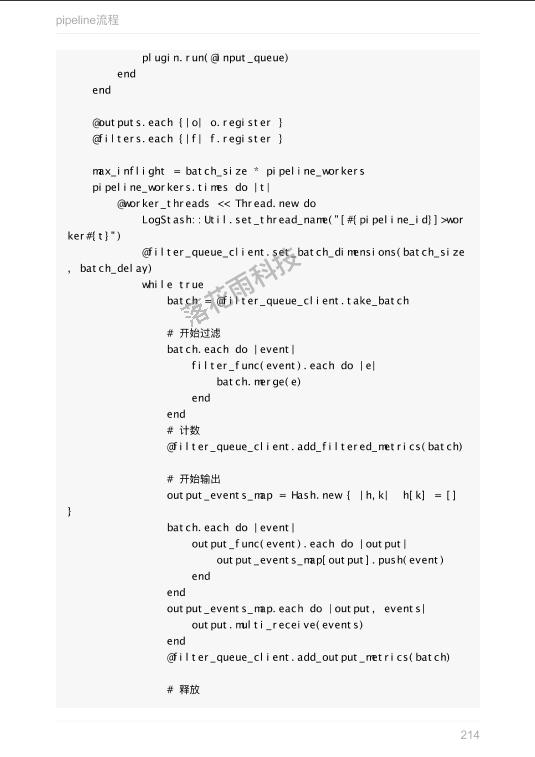 pipeline流程
plugin.run(@input_queue)
end
end
@outputs.each {|o| o.register }
@filters.each {|f| f.register }
max_inflight = batch_size * pipeline_workers
pipeline_workers.times do |t|
@worker_threads << Thread.new do
LogStash::Util.set_thread_name("[#{pipeline_id}]>wor
ker#{t}")
@filter_queue_client.set_batch_dimensions(batch_size
, batch_delay)
while true
batch = @filter_queue_client.take_batch
# 开始过滤
batch.each do |event|
filter_func(event).each do |e|
batch.merge(e)
end
end
# 计数
@filter_queue_client.add_filtered_metrics(batch)
# 开始输出
output_events_map = Hash.new { |h,k| h[k] = []
}
batch.each do |event|
output_func(event).each do |output|
output_events_map[output].push(event)
end
end
output_events_map.each do |output, events|
output.multi_receive(events)
end
@filter_queue_client.add_output_metrics(batch)
# 释放
落花雨科技
214